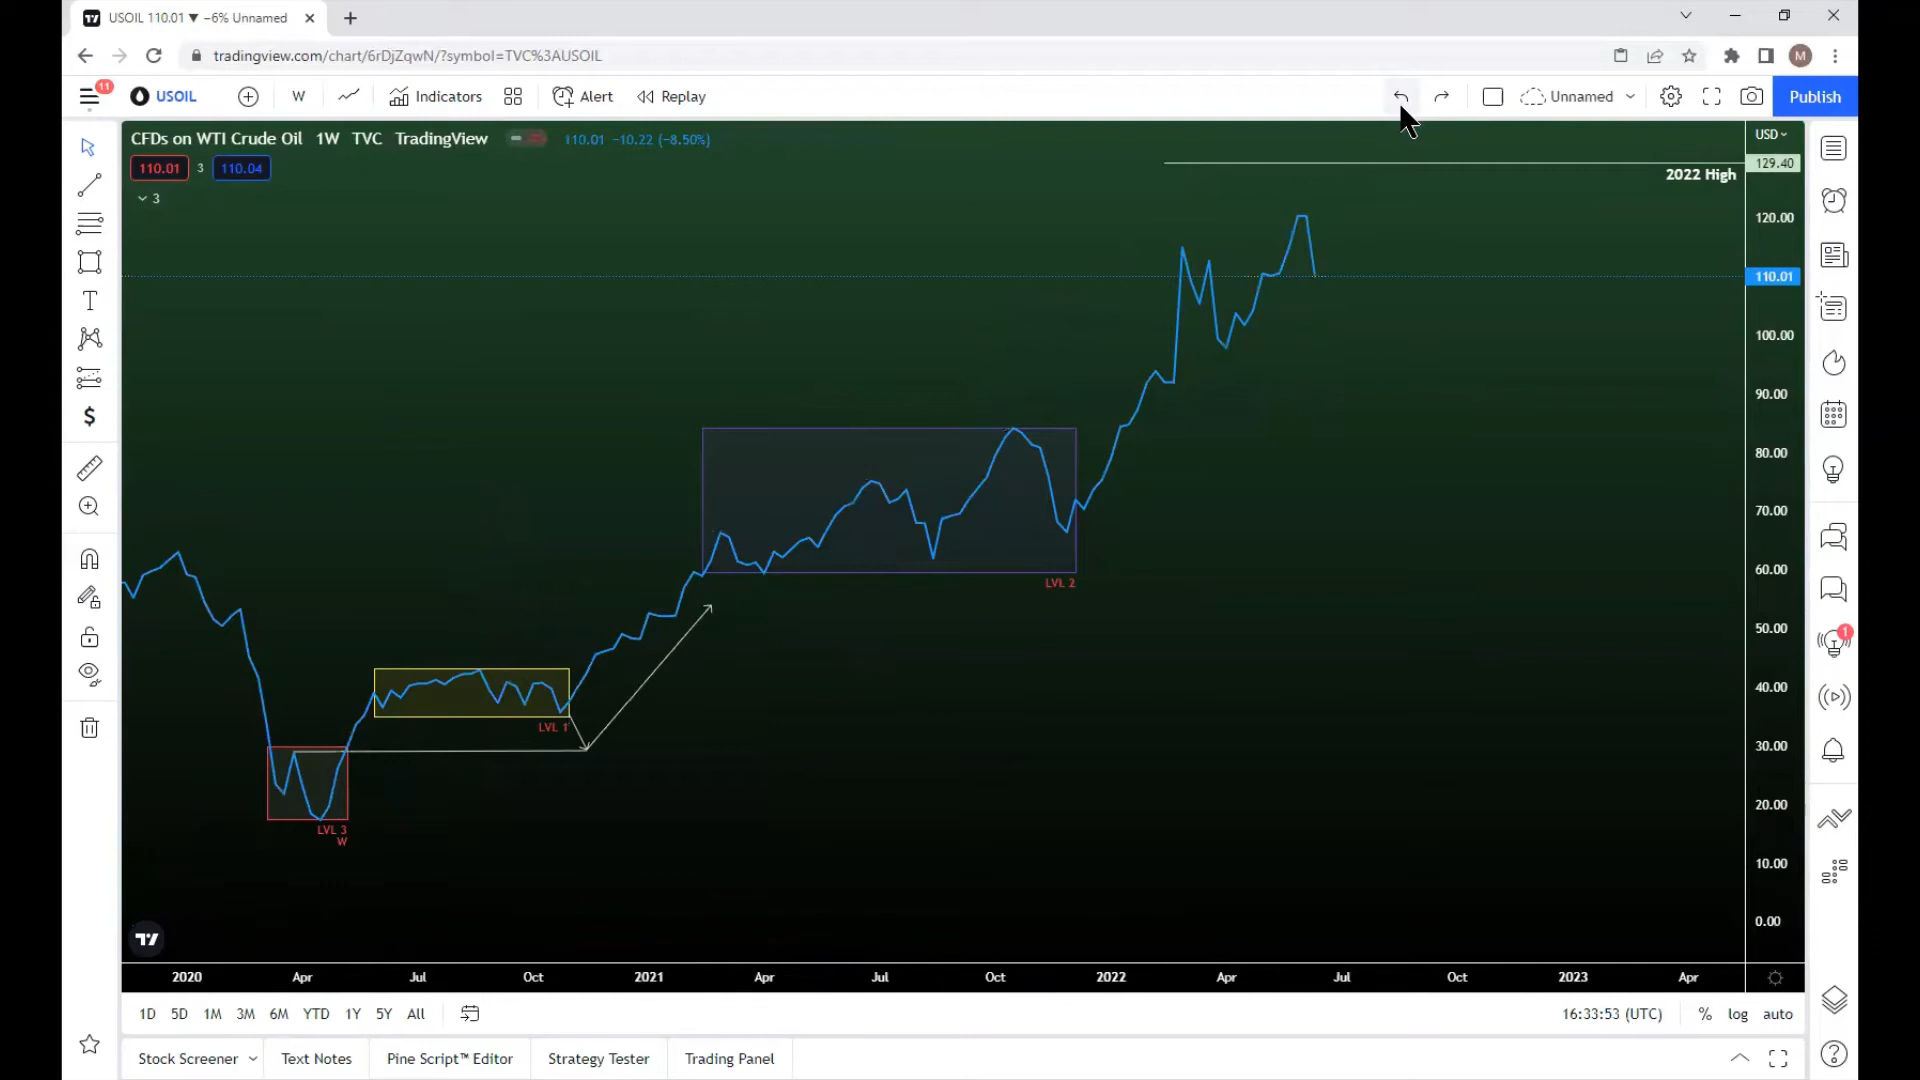 USOIL 110.01 ▼ −6% Unnamed
tradingview.com/chart/6rDjZqwN/?symbol=TVC%3AUSOIL
M
11
USOIL
W
Indicators
Alert
Replay
Unnamed
Publish
CFDs on WTI Crude Oil 1W TVC TradingView
110.01 −10.22 (−8.50%)
110.01
3
110.04
3
USD
129.40
2022 High
120.00
110.01
100.00
90.00
80.00
70.00
60.00
50.00
40.00
30.00
20.00
10.00
0.00
LVL 2
LVL 1
LVL 3
W
1
2020
Apr
Jul
Oct
2021
Apr
Jul
Oct
2022
Apr
Jul
Oct
2023
Apr
1D 5D 1M 3M 6M YTD 1Y 5Y All
16:33:53 (UTC)
% log auto
Stock Screener
Text Notes
Pine Script™ Editor
Strategy Tester
Trading Panel